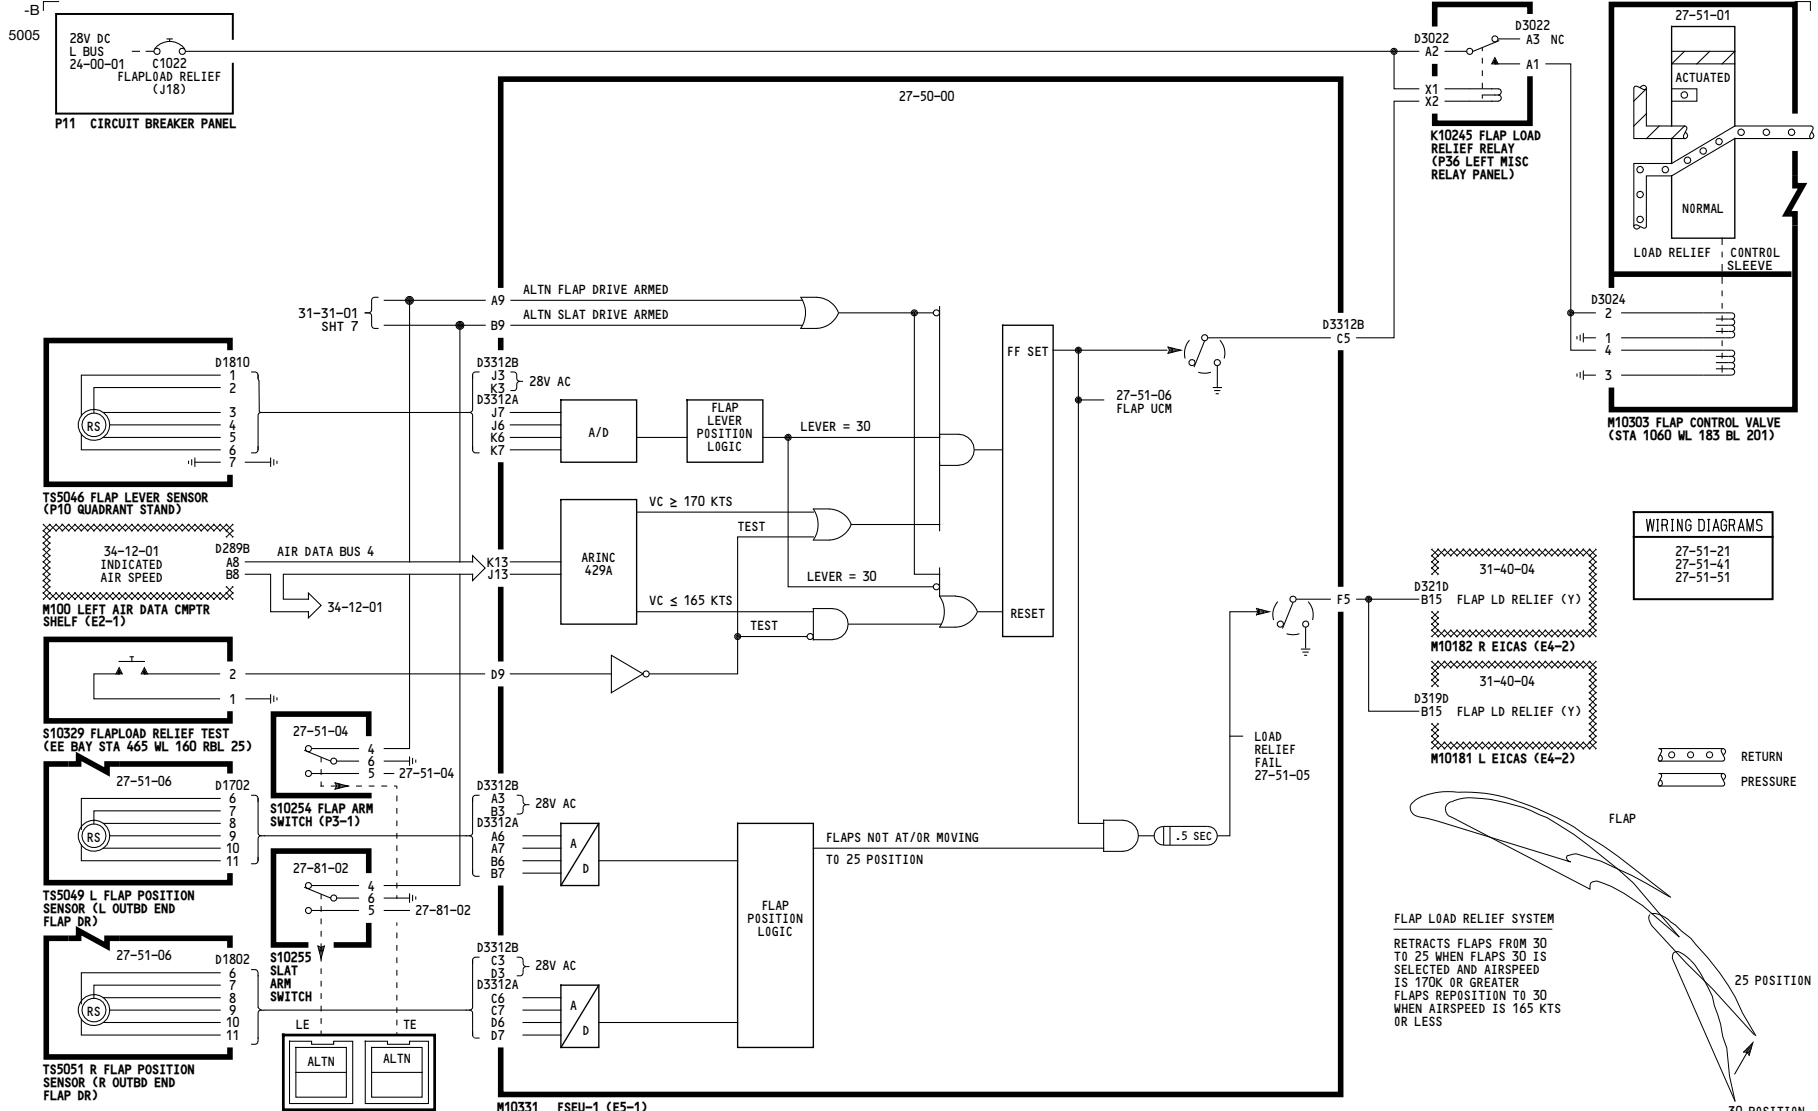 -B
5005
28V DC
L BUS
24-00-01
C1022
FLAPLOAD RELIEF
(J18)
P11 CIRCUIT BREAKER PANEL
27-50-00
D3022
A2
D3022
A3 NC
A1
X1
X2
K10245 FLAP LOAD
RELIEF RELAY
(P36 LEFT MISC
RELAY PANEL)
27-51-01
ACTUATED
NORMAL
LOAD RELIEF CONTROL
SLEEVE
D3024
2
1
4
3
M10303 FLAP CONTROL VALVE
(STA 1060 WL 183 BL 201)
31-31-01
SHT 7
A9
ALTN FLAP DRIVE ARMED
B9
ALTN SLAT DRIVE ARMED
D1810
1
2
3
4
5
6
7
RS
TS5046 FLAP LEVER SENSOR
(P10 QUADRANT STAND)
D3312B
J3
K3
28V AC
D3312A
J7
J6
K6
K7
A/D
FLAP
LEVER
POSITION
LOGIC
LEVER = 30
FF SET
RESET
D3312B
C5
27-51-06
FLAP UCM
34-12-01
INDICATED
AIR SPEED
D289B
A8
B8
AIR DATA BUS 4
34-12-01
M100 LEFT AIR DATA CMPTR
SHELF (E2-1)
K13
J13
ARINC
429A
VC ≥ 170 KTS
TEST
LEVER = 30
VC ≤ 165 KTS
TEST
2
1
D9
S10329 FLAPLOAD RELIEF TEST
(EE BAY STA 465 WL 160 RBL 25)
27-51-04
4
6
5
27-51-04
S10254 FLAP ARM
SWITCH (P3-1)
27-51-06
D1702
6
7
8
9
10
11
RS
TS5049 L FLAP POSITION
SENSOR (L OUTBD END
FLAP DR)
27-81-02
4
6
5
27-81-02
S10255
SLAT
ARM
SWITCH
27-51-06
D1802
6
7
8
9
10
11
RS
TS5051 R FLAP POSITION
SENSOR (R OUTBD END
FLAP DR)
LE
TE
ALTN
ALTN
D3312B
A3
B3
28V AC
D3312A
A6
A7
B6
B7
A
D
D3312B
C3
D3
28V AC
D3312A
C6
C7
D6
D7
A
D
FLAP
POSITION
LOGIC
FLAPS NOT AT/OR MOVING
TO 25 POSITION
.5 SEC
LOAD
RELIEF
FAIL
27-51-05
F5
M10331 FSEU-1 (E5-1)
D321D
B15
31-40-04
FLAP LD RELIEF (Y)
M10182 R EICAS (E4-2)
D319D
B15
31-40-04
FLAP LD RELIEF (Y)
M10181 L EICAS (E4-2)
WIRING DIAGRAMS
27-51-21
27-51-41
27-51-51
RETURN
PRESSURE
FLAP
25 POSITION
30 POSITION
FLAP LOAD RELIEF SYSTEM
RETRACTS FLAPS FROM 30
TO 25 WHEN FLAPS 30 IS
SELECTED AND AIRSPEED
IS 170K OR GREATER
FLAPS REPOSITION TO 30
WHEN AIRSPEED IS 165 KTS
OR LESS